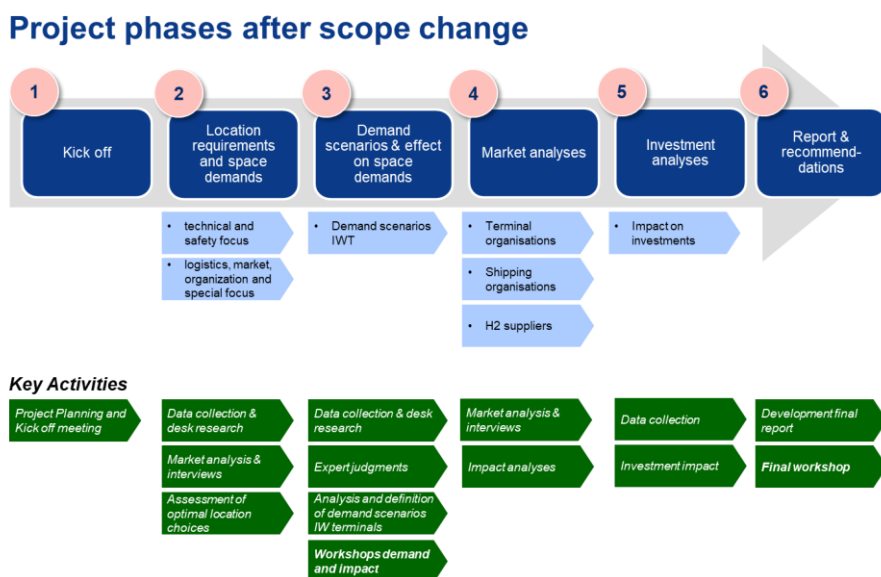 Project phases after scope change
1
2
3
4
5
6
Kick off
Location
requirements
and space
demands
Demand
scenarios & effect
on space
demands
Market analyses
Investment
analyses
Report &
recommend-
dations
• technical and
safety focus
• logistics, market,
organization and
special focus
• Demand scenarios
IWT
• Terminal
organisations
• Shipping
organisations
• H2 suppliers
• Impact on
investments
Key Activities
Project Planning and
Kick off meeting
Data collection &
desk research
Market analysis &
interviews
Assessment of
optimal location
choices
Data collection & desk
research
Expert judgments
Analysis and definition
of demand scenarios
IW terminals
Workshops demand
and impact
Market analysis &
interviews
Impact analyses
Data collection
Investment impact
Development final
report
Final workshop